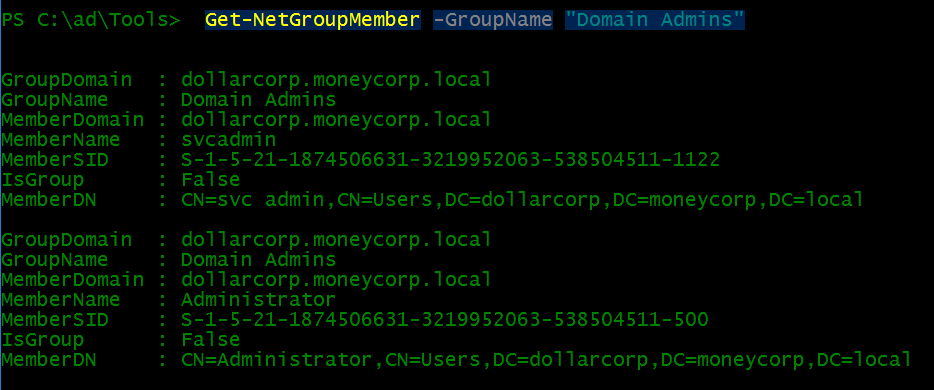 PS C:\ad\Tools> Get-NetGroupMember -GroupName "Domain Admins"
GroupDomain : dollarcorp.moneycorp.local
GroupName : Domain Admins
MemberDomain : dollarcorp.moneycorp.local
MemberName : svcadmin
MemberSID : S-1-5-21-1874506631-3219952063-538504511-1122
IsGroup : False
MemberDN : CN=svc admin,CN=Users,DC=dollarcorp,DC=moneycorp,DC=local
GroupDomain : dollarcorp.moneycorp.local
GroupName : Domain Admins
MemberDomain : dollarcorp.moneycorp.local
MemberName : Administrator
MemberSID : S-1-5-21-1874506631-3219952063-538504511-500
IsGroup : False
MemberDN : CN=Administrator,CN=Users,DC=dollarcorp,DC=moneycorp,DC=local